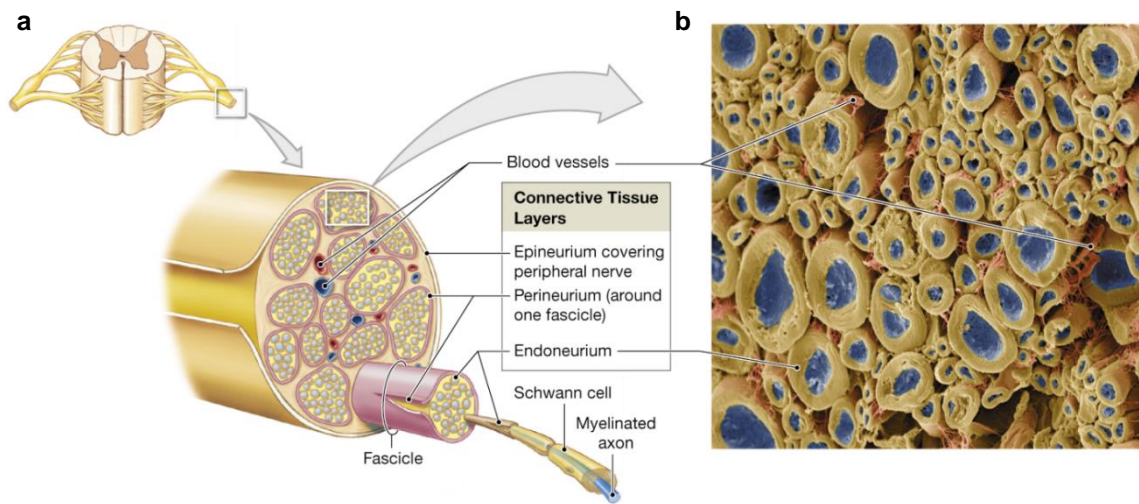 a
b
Blood vessels
Connective Tissue
Layers
Epineurium covering
peripheral nerve
Perineurium (around
one fascicle)
Endoneurium
Schwann cell
Myelinated
axon
Fascicle